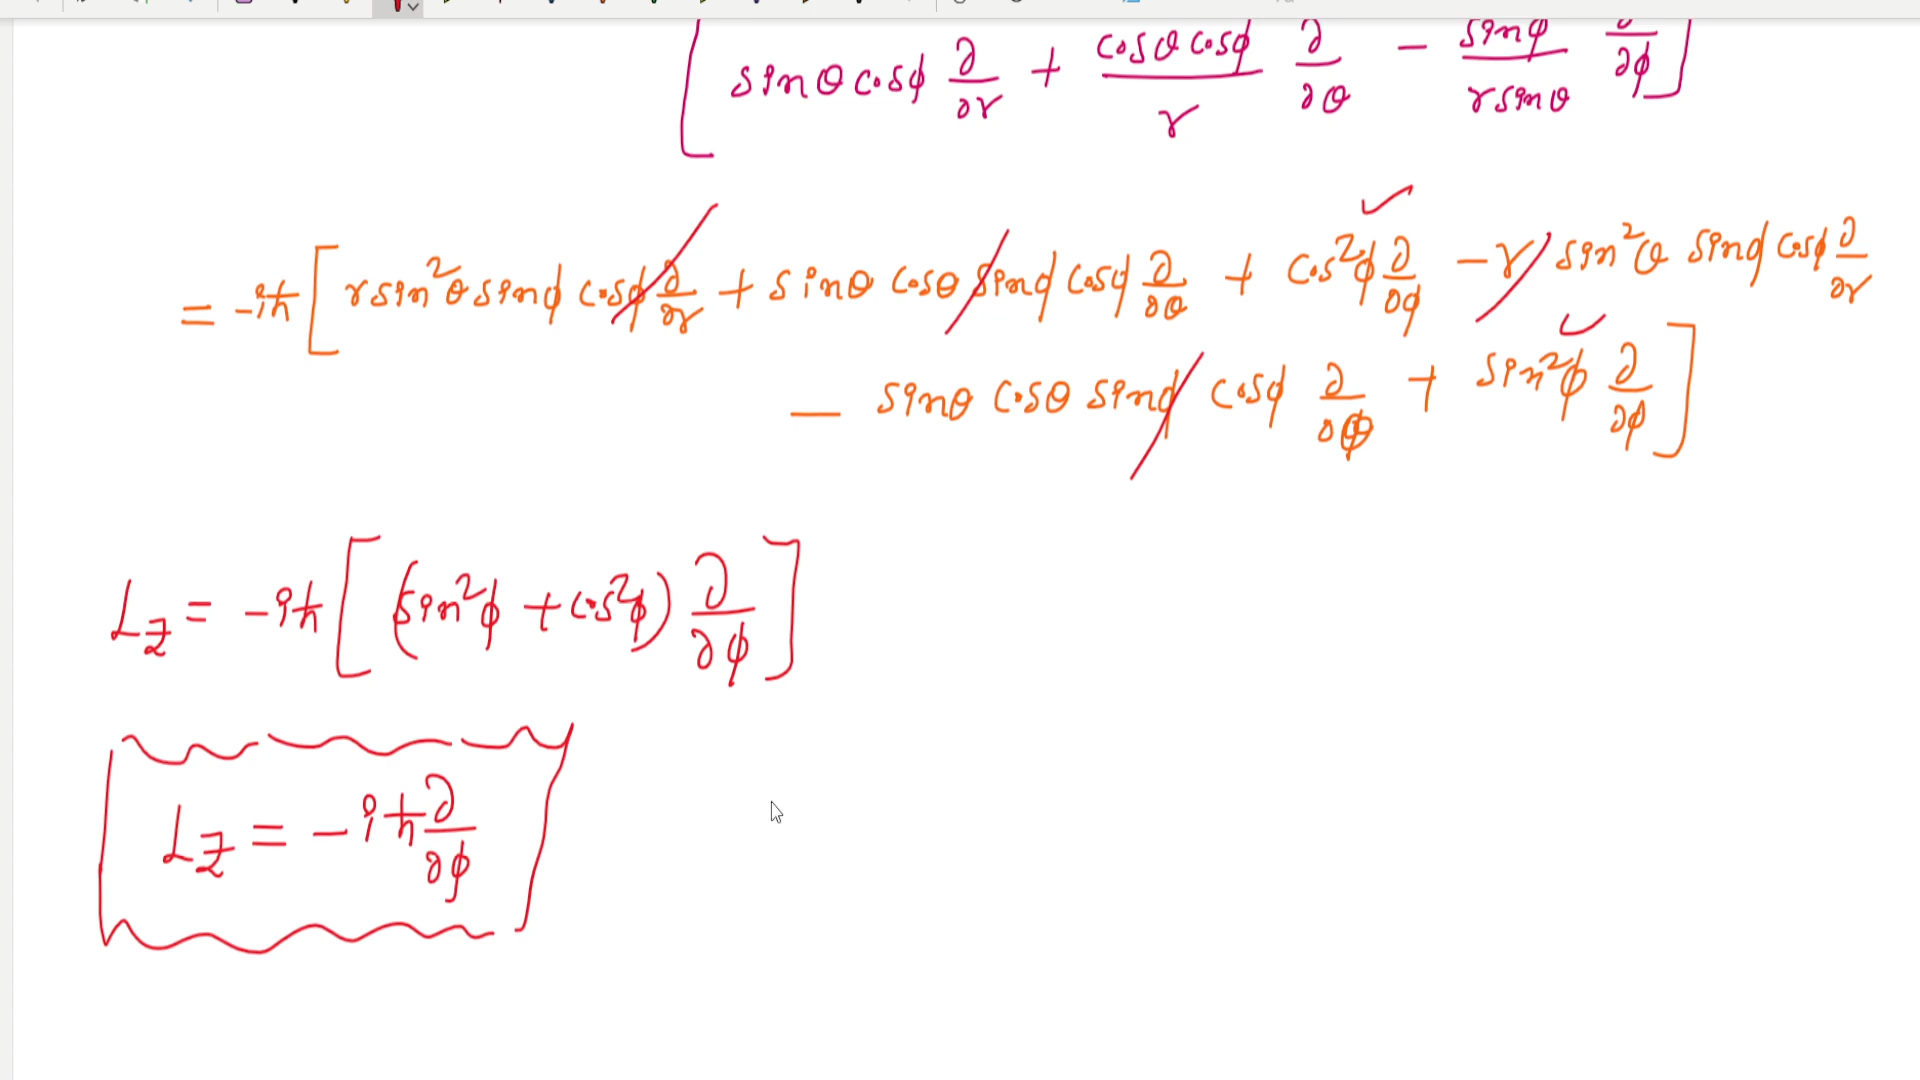 [ sinθ cosφ ∂/∂r + cosθ cosφ/r ∂/∂θ − sinφ/r sinθ ∂/∂φ ]
= -iħ [ r sin²θ sinφ cosφ ∂/∂r + sinθ cosθ sinφ cosφ ∂/∂θ + cos²φ ∂/∂φ − r sin²θ sinφ cosφ ∂/∂r
− sinθ cosθ sinφ cosφ ∂/∂θ + sin²φ ∂/∂φ ]
Lz = -iħ [ (sin²φ + cos²φ) ∂/∂φ ]
Lz = -iħ ∂/∂φ